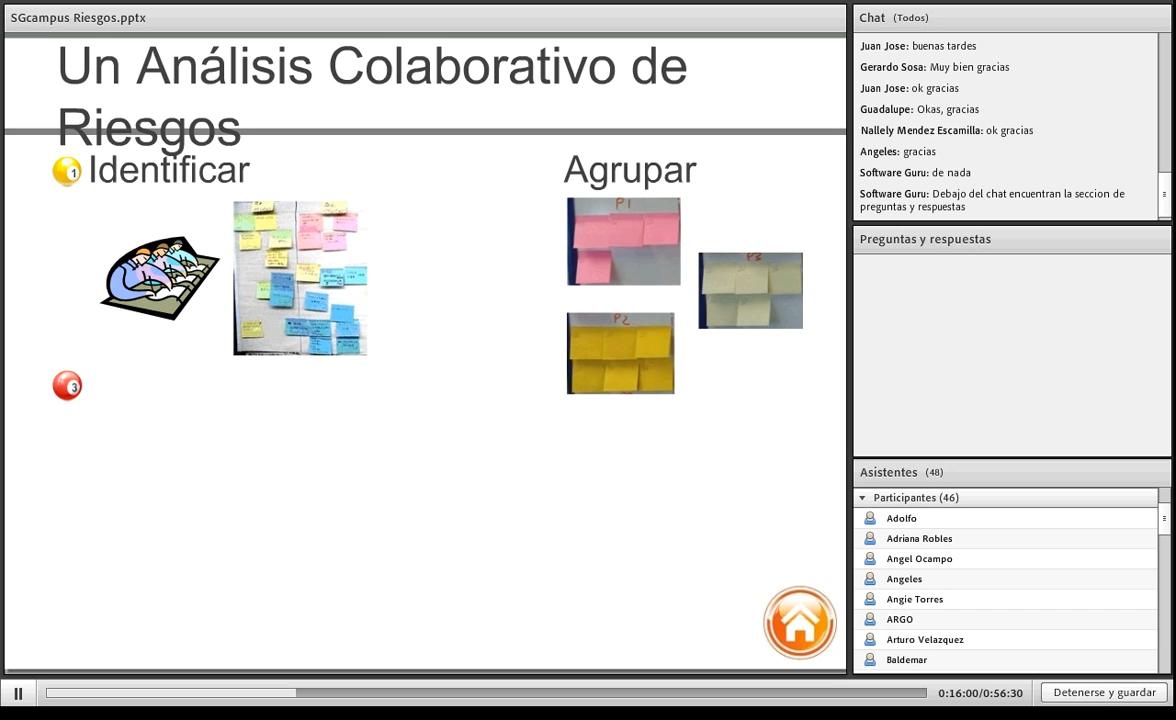 SGcampus Riesgos.pptx
Un Análisis Colaborativo de
Riesgos
1 Identificar
Agrupar
P1
P3
P2
3
Chat (Todos)
Juan Jose: buenas tardes
Gerardo Sosa: Muy bien gracias
Juan Jose: ok gracias
Guadalupe: Okas, gracias
Nallely Mendez Escamilla: ok gracias
Angeles: gracias
Software Guru: de nada
Software Guru: Debajo del chat encuentran la seccion de
preguntas y respuestas
Preguntas y respuestas
Asistentes (48)
Participantes (46)
Adolfo
Adriana Robles
Angel Ocampo
Angeles
Angie Torres
ARGO
Arturo Velazquez
Baldemar
0:16:00/0:56:30
Detenerse y guardar